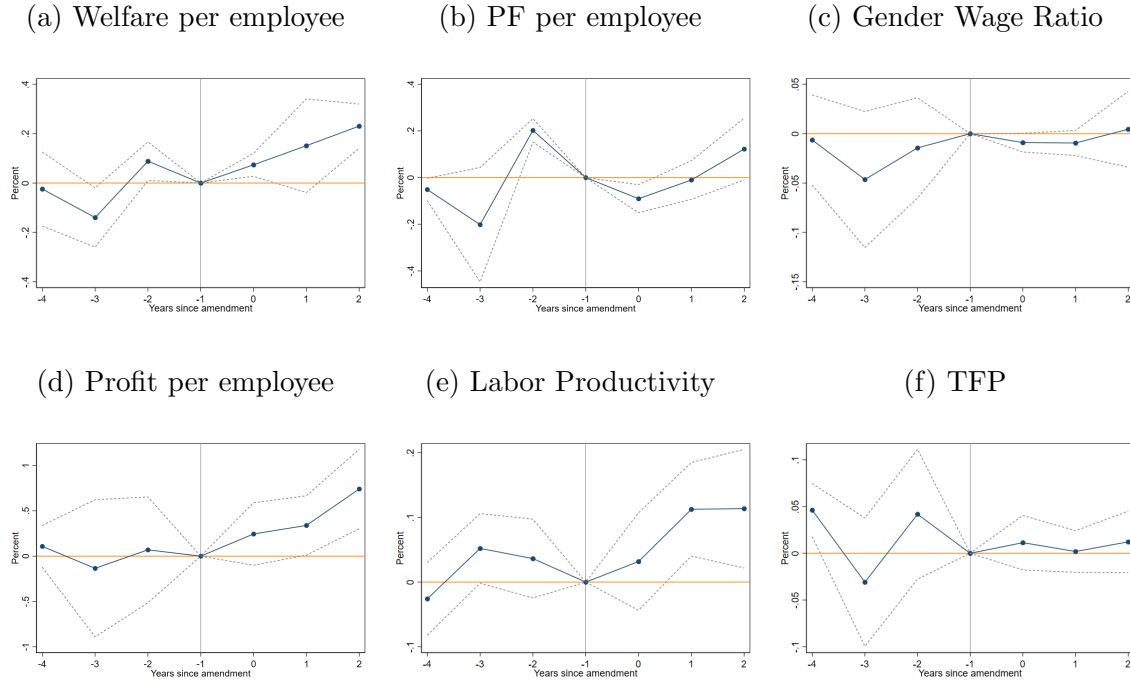 (a) Welfare per employee
(b) PF per employee
(c) Gender Wage Ratio
Percent
.4
.2
0
-.2
-.4
-4 -3 -2 -1 0 1 2
Years since amendment
Percent
.4
.2
0
-.2
-.4
-4 -3 -2 -1 0 1 2
Years since amendment
Percent
.05
0
-.05
-.1
-.15
-4 -3 -2 -1 0 1 2
Years since amendment
(d) Profit per employee
(e) Labor Productivity
(f) TFP
Percent
1
.5
0
-.5
-1
-4 -3 -2 -1 0 1 2
Years since amendment
Percent
.2
.1
0
-.1
-4 -3 -2 -1 0 1 2
Years since amendment
Percent
.1
.05
0
-.05
-.1
-4 -3 -2 -1 0 1 2
Years since amendment